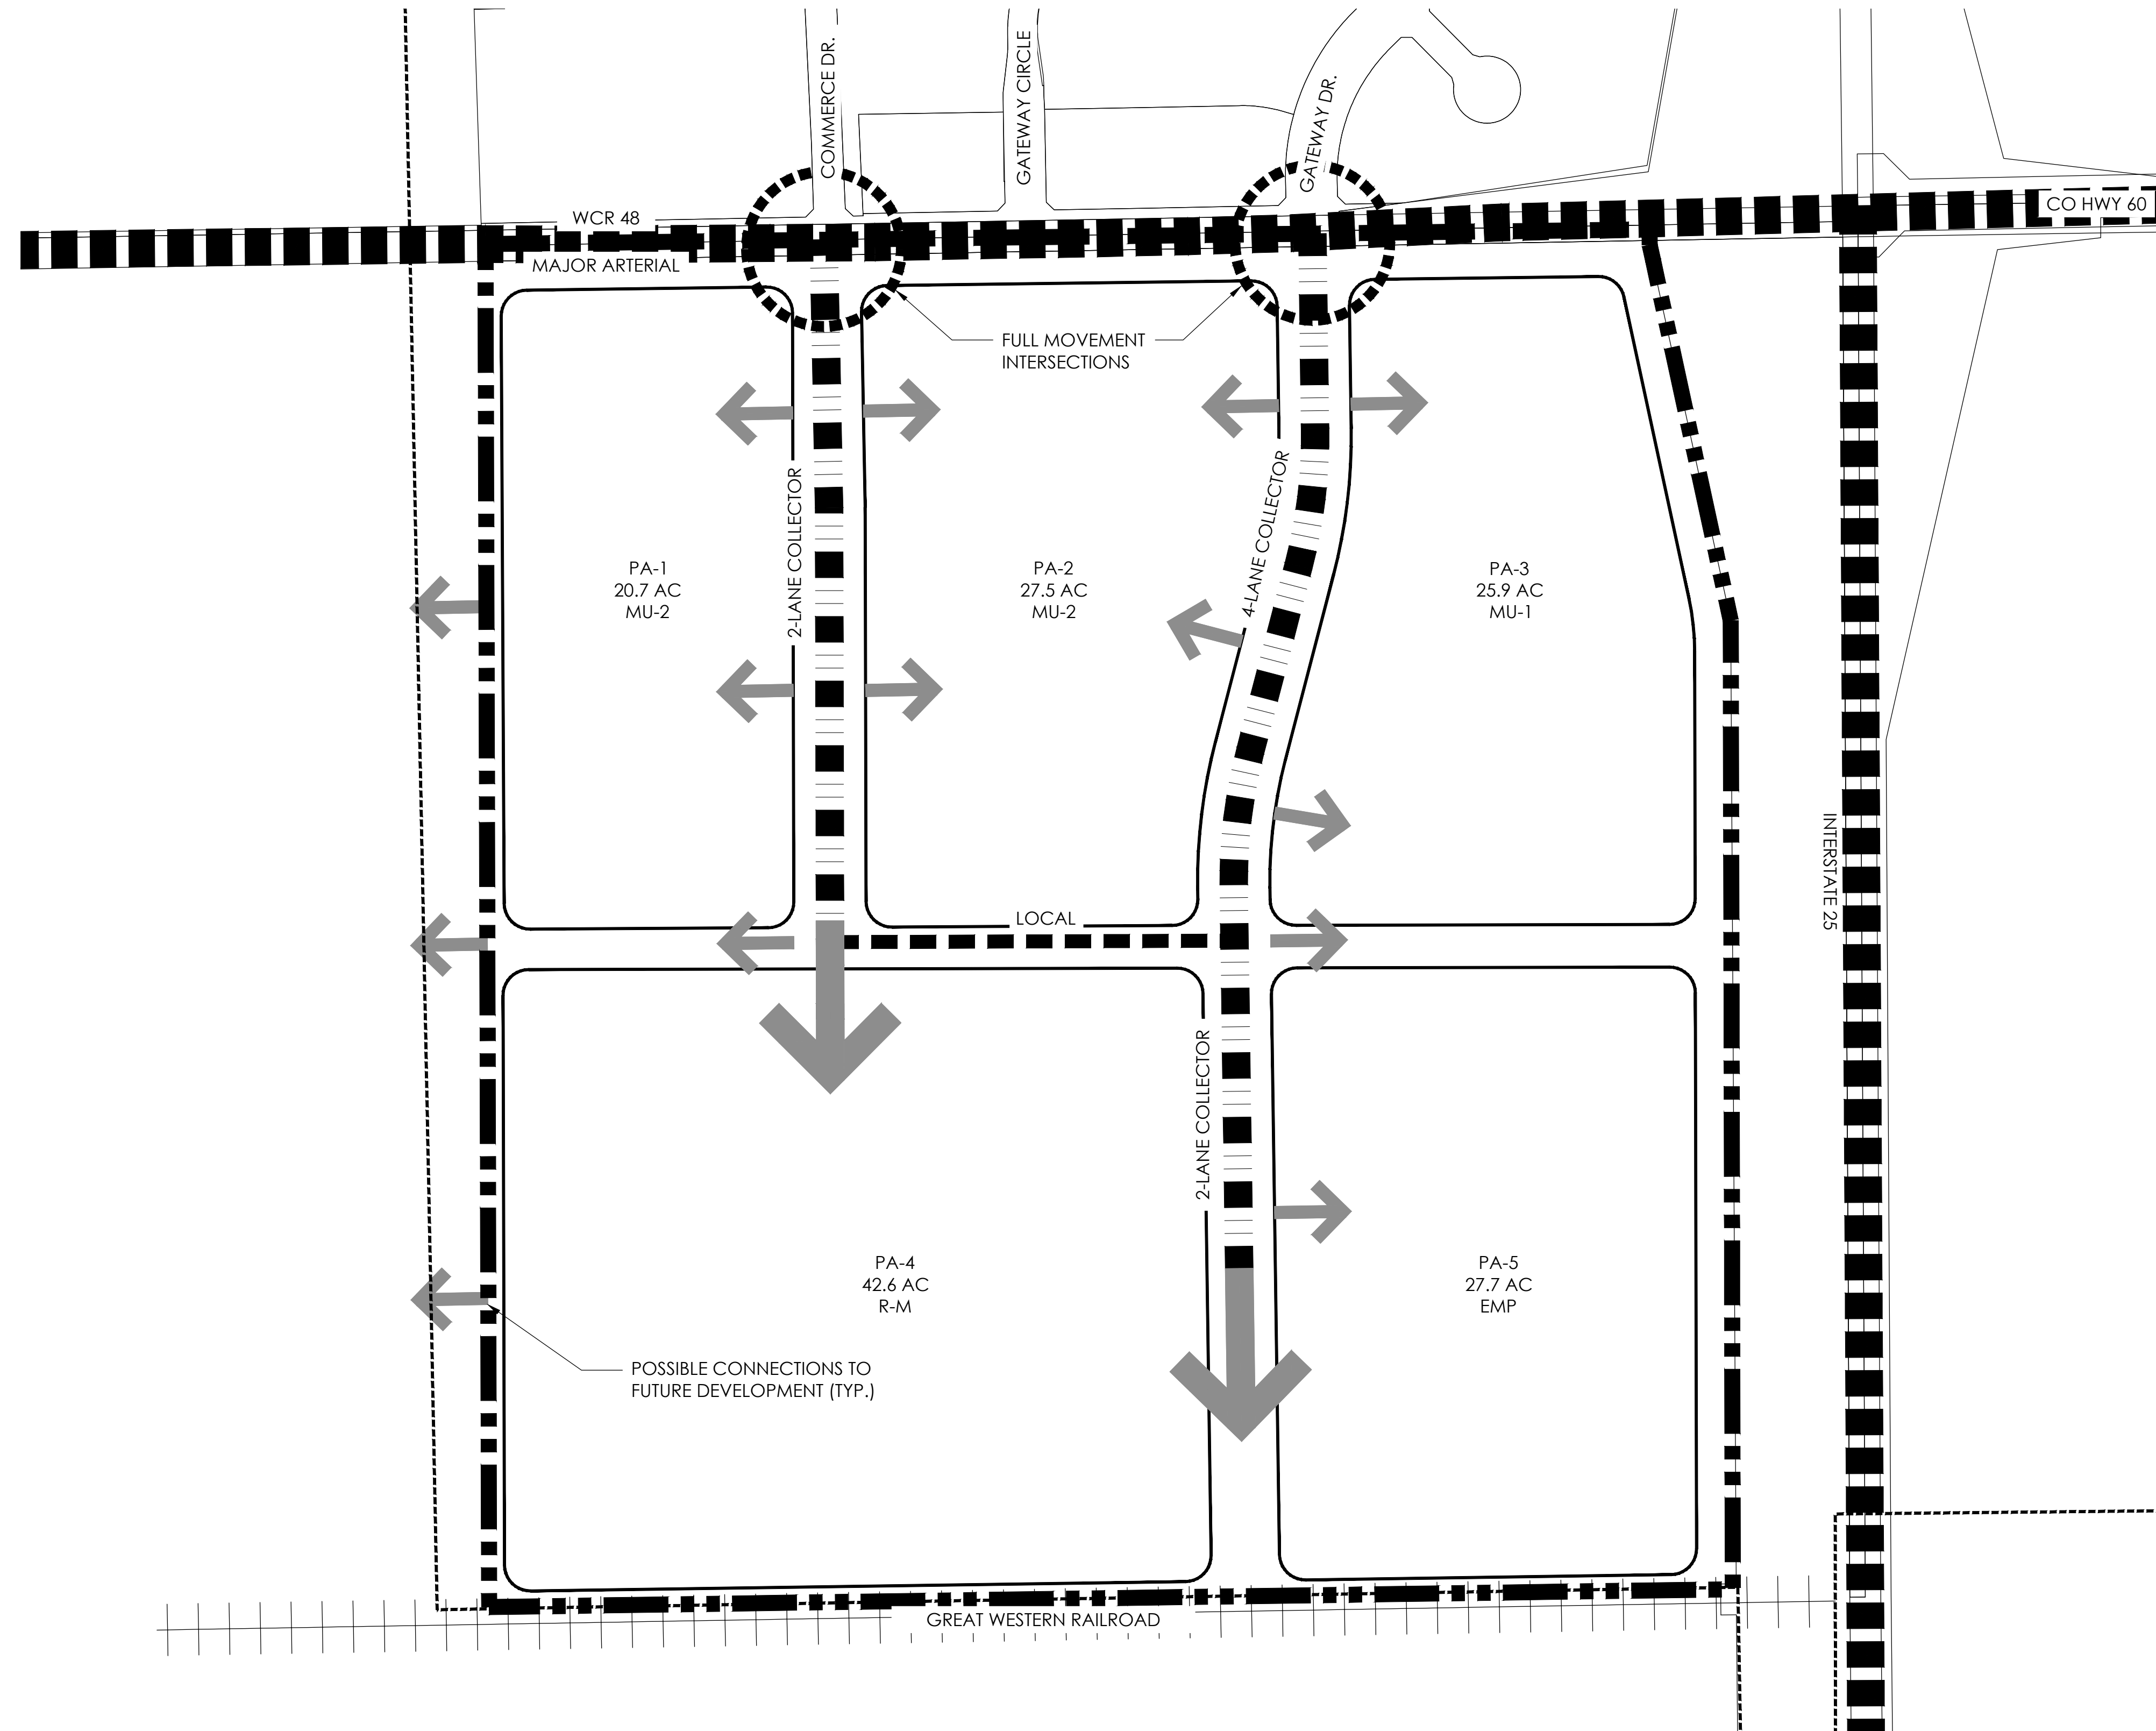 COMMERCE DR.
GATEWAY CIRCLE
GATEWAY DR.
WCR 48
CO HWY 60
MAJOR ARTERIAL
FULL MOVEMENT
INTERSECTIONS
2-LANE COLLECTOR
4-LANE COLLECTOR
PA-1
20.7 AC
MU-2
PA-2
27.5 AC
MU-2
PA-3
25.9 AC
MU-1
INTERSTATE 25
LOCAL
2-LANE COLLECTOR
PA-4
42.6 AC
R-M
PA-5
27.7 AC
EMP
POSSIBLE CONNECTIONS TO
FUTURE DEVELOPMENT (TYP.)
GREAT WESTERN RAILROAD